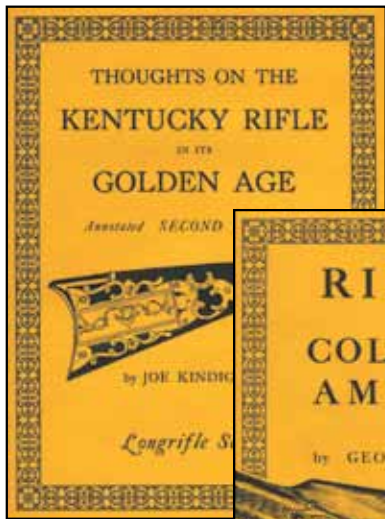 THOUGHTS ON THE
KENTUCKY RIFLE
IN ITS
GOLDEN AGE
Annotated SECOND
by JOE KINDIG
Longrifle S
RI
COL
AM
by GEO